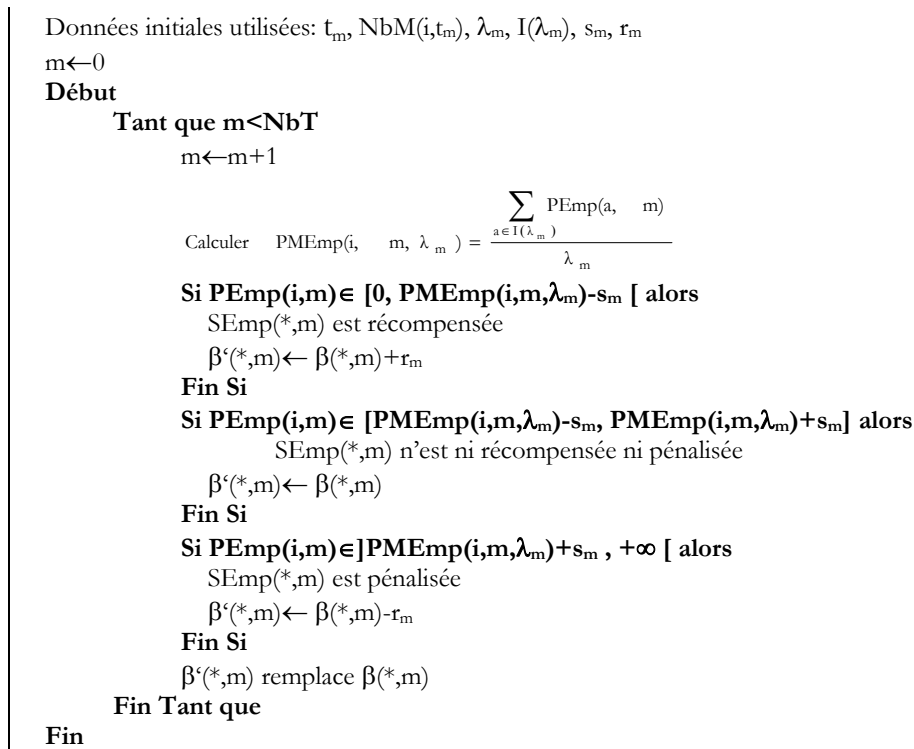 Données initiales utilisées: tₘ, NbM(i,tₘ), λₘ, I(λₘ), sₘ, rₘ
m←0
Début
Tant que m<NbT
m←m+1
Calculer PMEmp(i, m, λ ₘ ) = ∑ a∈I(λ ₘ ) PEmp(a, m) / λ ₘ
Si PEmp(i,m)∈ [0, PMEmp(i,m,λₘ)-sₘ [ alors
SEmp(*,m) est récompensée
β‘(*,m)← β(*,m)+rₘ
Fin Si
Si PEmp(i,m)∈ [PMEmp(i,m,λₘ)-sₘ, PMEmp(i,m,λₘ)+sₘ] alors
SEmp(*,m) n'est ni récompensée ni pénalisée
β‘(*,m)← β(*,m)
Fin Si
Si PEmp(i,m)∈]PMEmp(i,m,λₘ)+sₘ , +∞ [ alors
SEmp(*,m) est pénalisée
β‘(*,m)← β(*,m)-rₘ
Fin Si
β‘(*,m) remplace β(*,m)
Fin Tant que
Fin